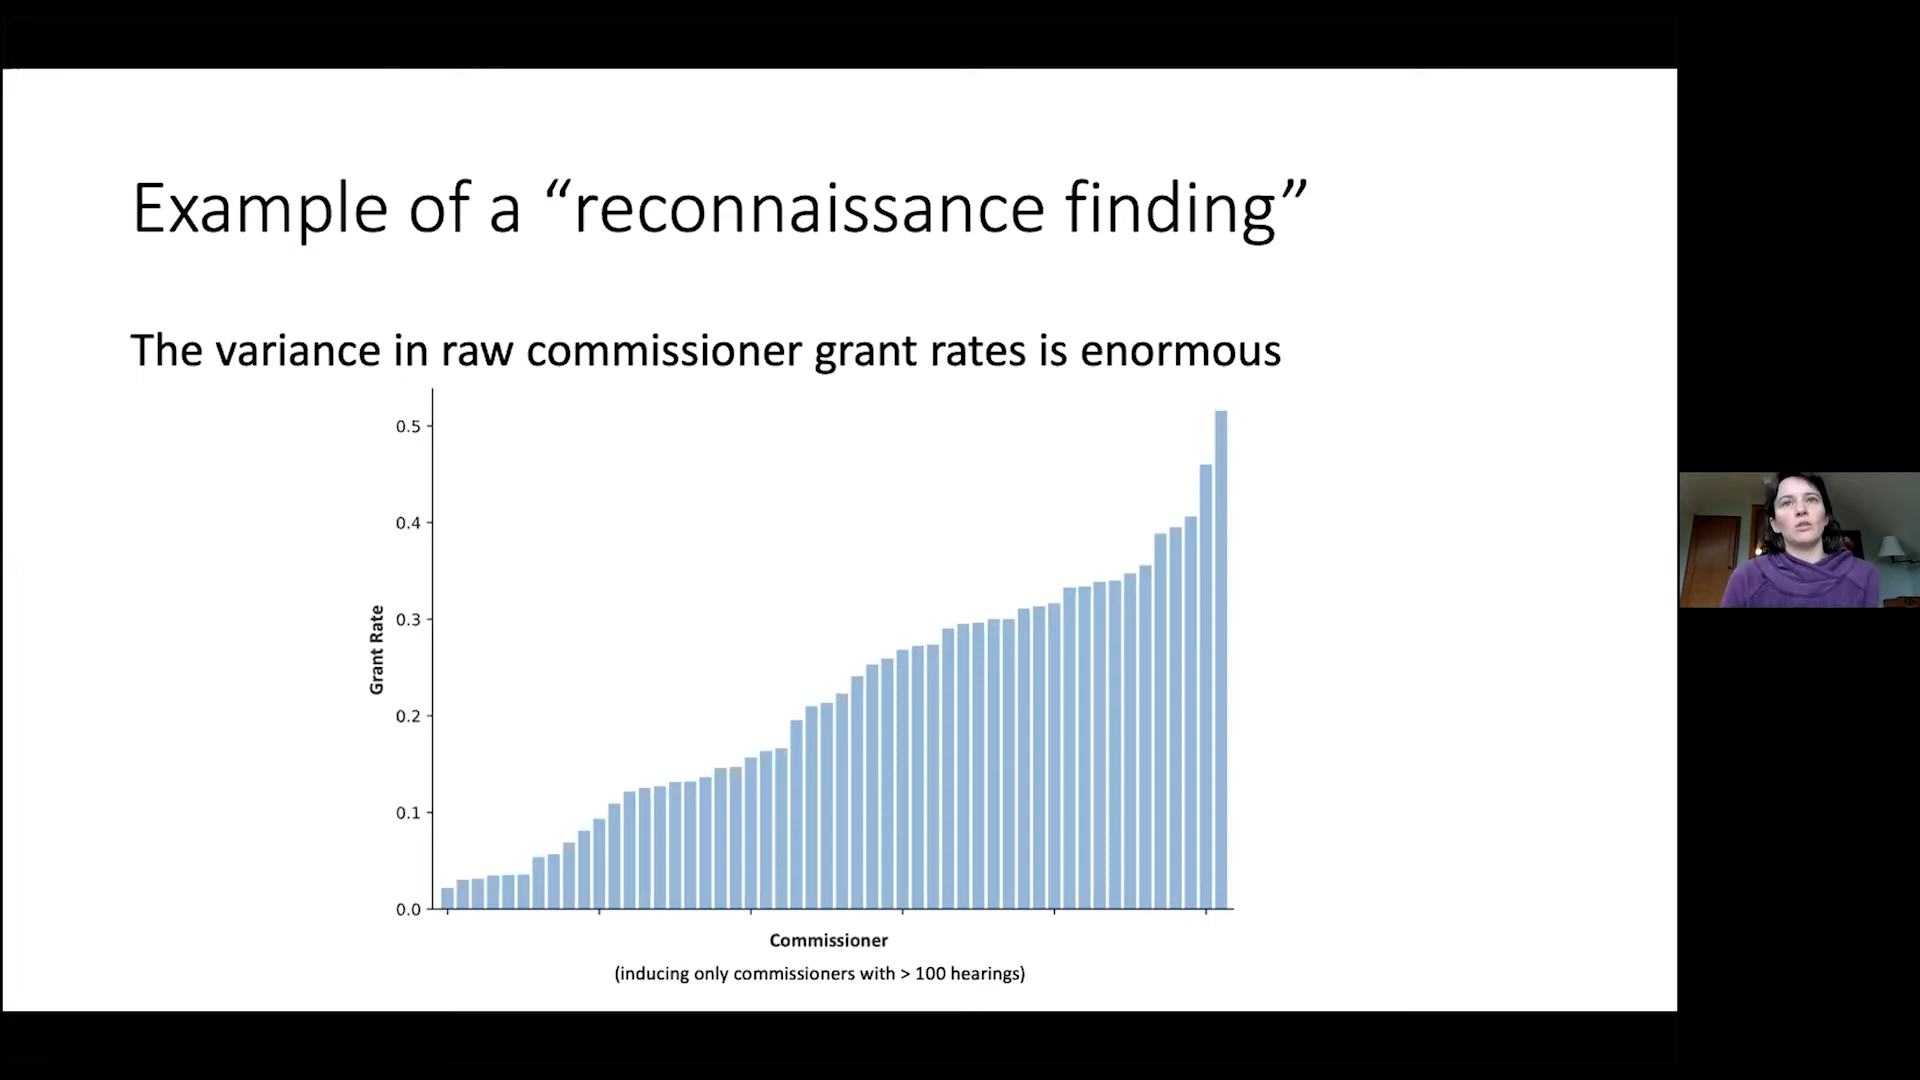 Example of a “reconnaissance finding”
The variance in raw commissioner grant rates is enormous
0.5
0.4
0.3
0.2
0.1
0.0
Grant Rate
Commissioner
(inducing only commissioners with > 100 hearings)